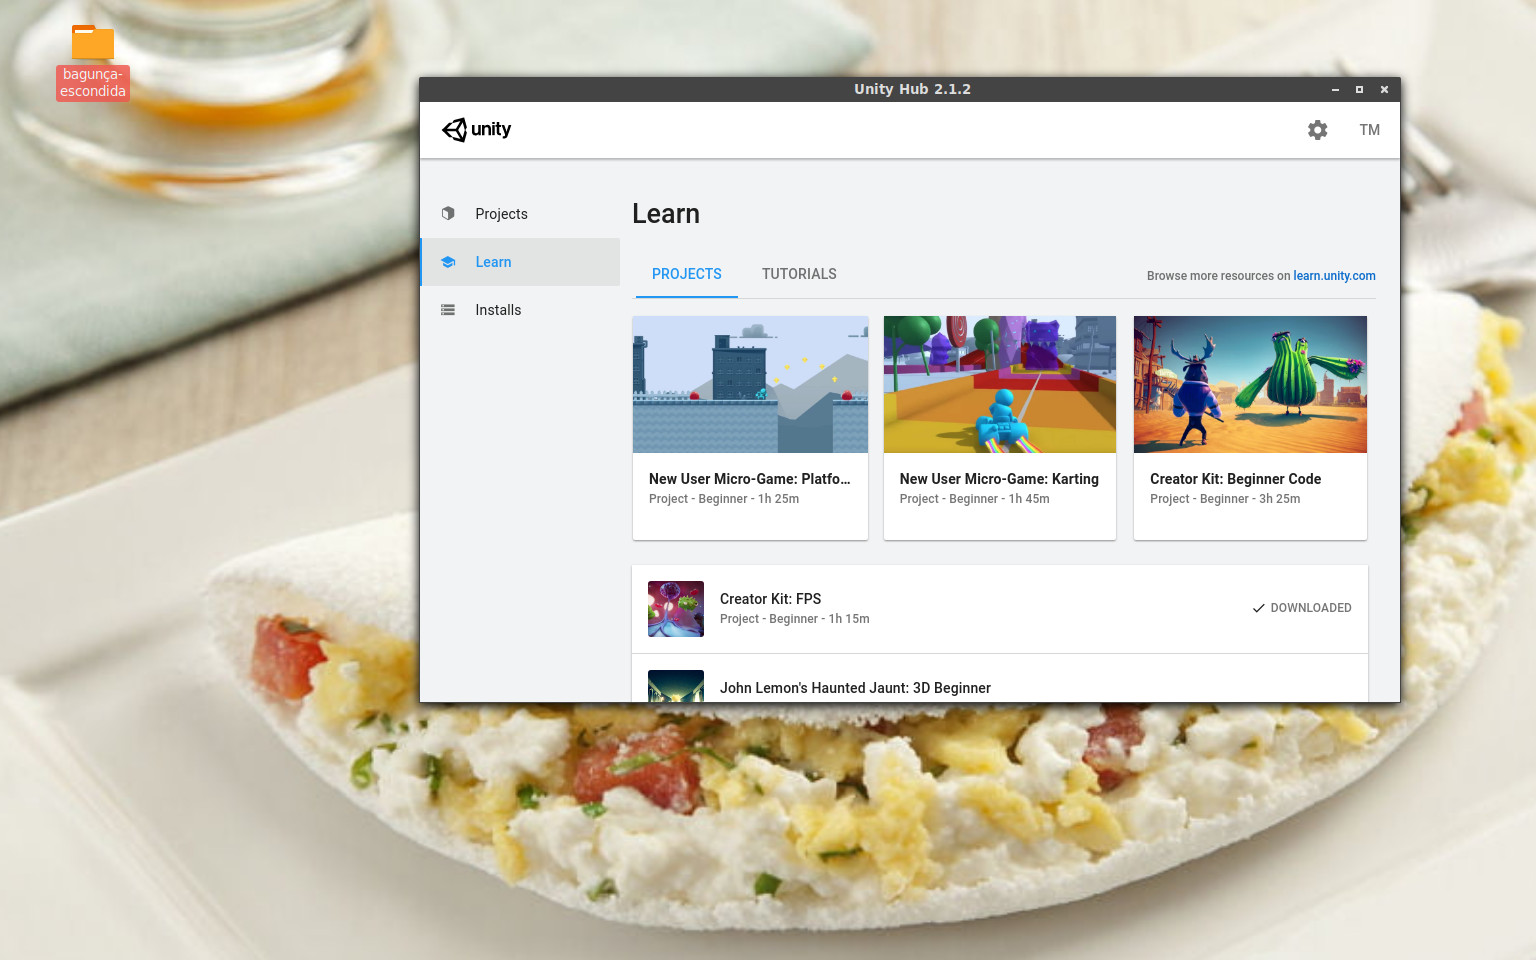 bagunça-
escondida
Unity Hub 2.1.2
unity
TM
Projects
Learn
Installs
Learn
PROJECTS
TUTORIALS
Browse more resources on learn.unity.com
New User Micro-Game: Platfo...
Project - Beginner - 1h 25m
New User Micro-Game: Karting
Project - Beginner - 1h 45m
Creator Kit: Beginner Code
Project - Beginner - 3h 25m
Creator Kit: FPS
Project - Beginner - 1h 15m
DOWNLOADED
John Lemon's Haunted Jaunt: 3D Beginner